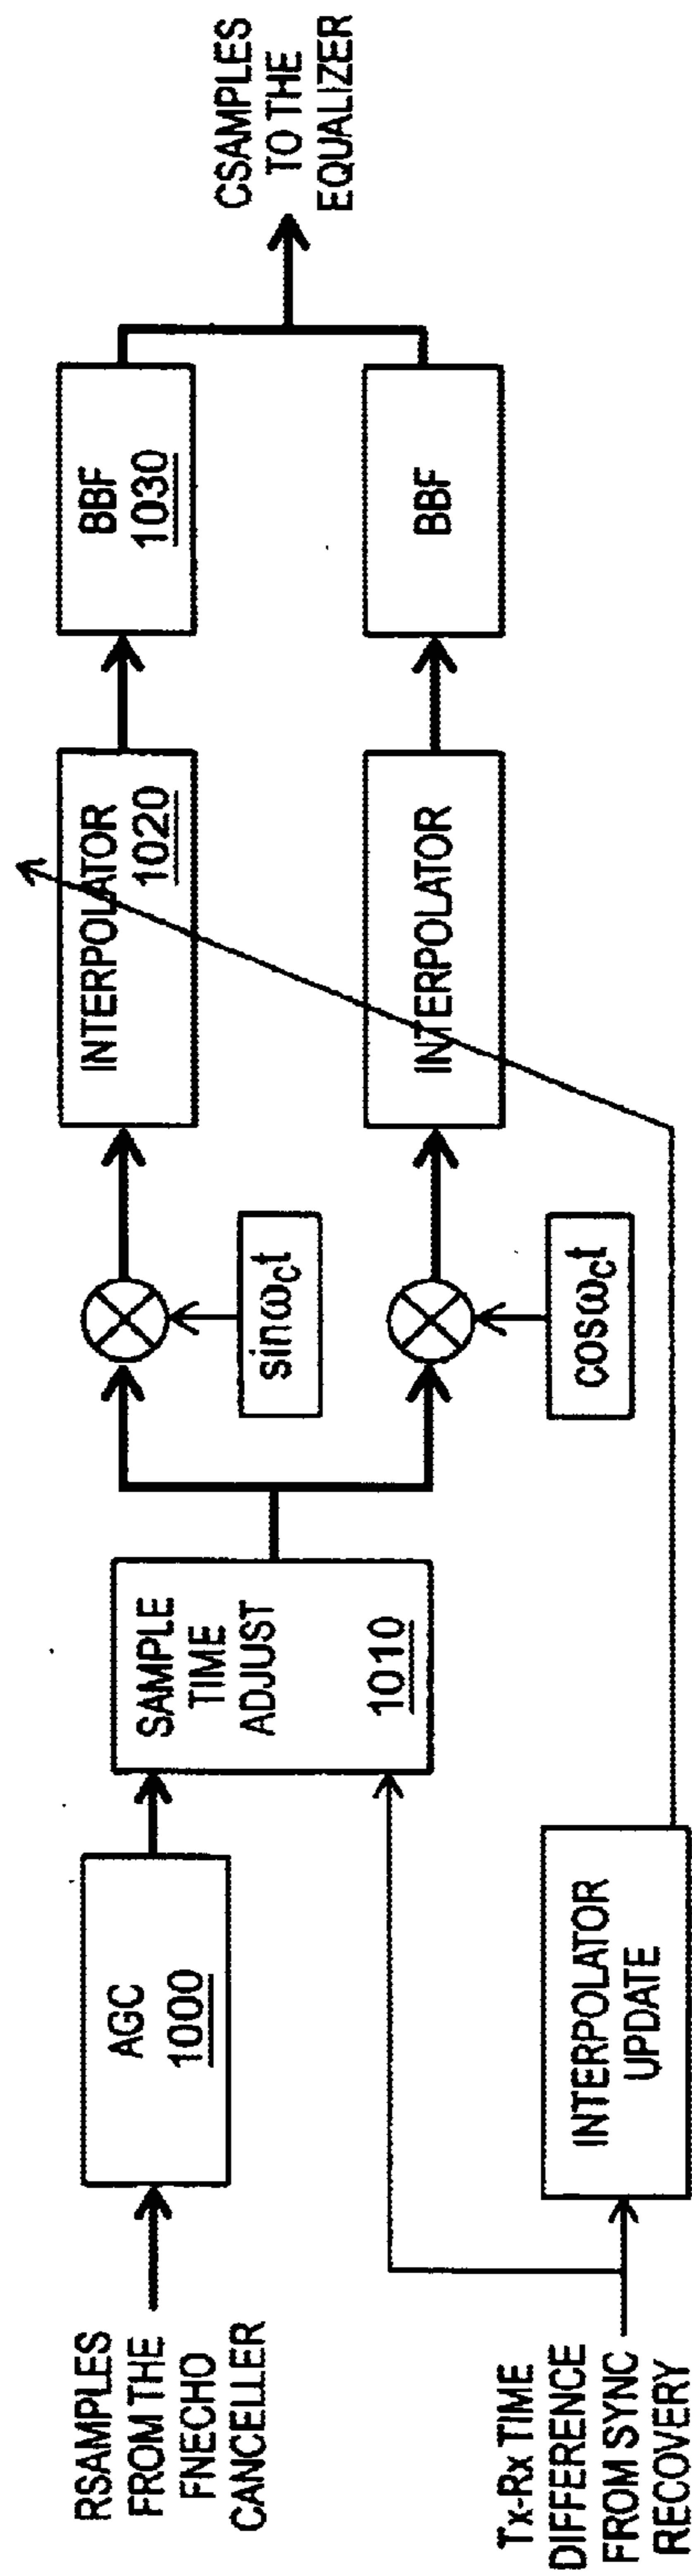 RSAMPLES
FROM THE
FNECHO
CANCELLER
AGC
1000
SAMPLE
TIME
ADJUST
1010
sinωct
INTERPOLATOR
1020
BBF
1030
CSAMPLES
TO THE
EQUALIZER
cosωct
INTERPOLATOR
BBF
Tx-Rx TIME
DIFFERENCE
FROM SYNC
RECOVERY
INTERPOLATOR
UPDATE